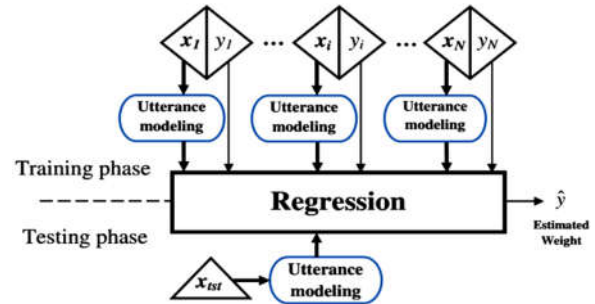 x1 y1 ... xi yi ... xN yN
Utterance modeling Utterance modeling Utterance modeling
Training phase
Regression
ŷ
Estimated Weight
Testing phase
xtst
Utterance modeling